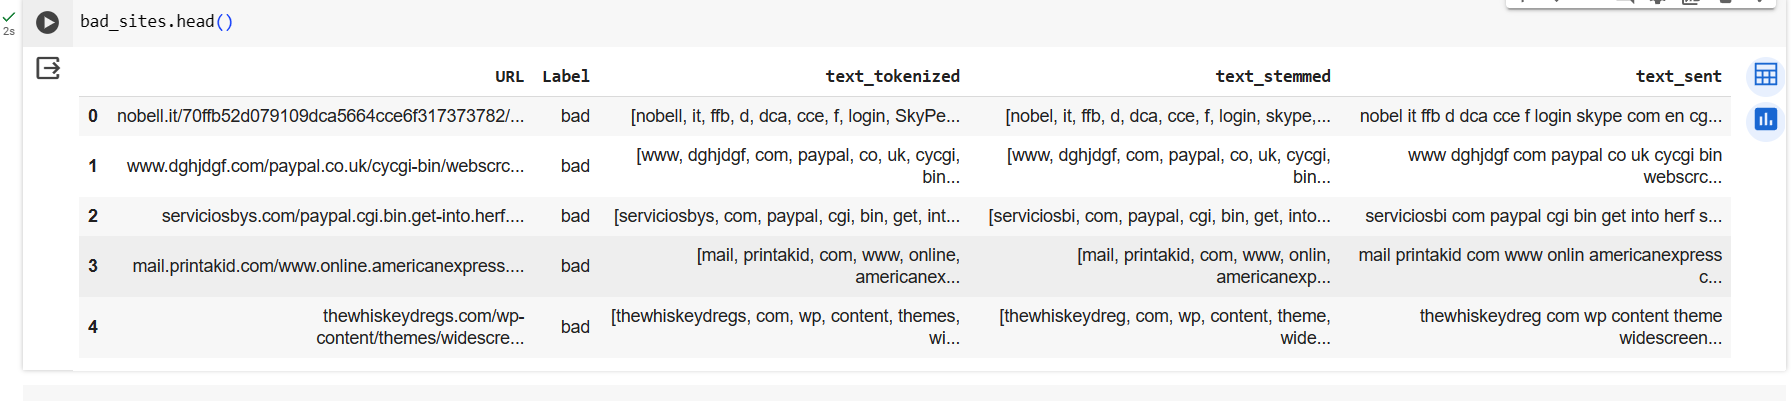 bad_sites.head()
2s
URL Label text_tokenized text_stemmed text_sent
0 nobell.it/70ffb52d079109dca5664cce6f317373782/... bad [nobell, it, ffb, d, dca, cce, f, login, SkyPe... [nobel, it, ffb, d, dca, cce, f, login, skype,... nobel it ffb d dca cce f login skype com en cg...
1 www.dghjdgf.com/paypal.co.uk/cycgi-bin/webscrc... bad [www, dghjdgf, com, paypal, co, uk, cycgi, bin... [www, dghjdgf, com, paypal, co, uk, cycgi, bin... www dghjdgf com paypal co uk cycgi bin webscrc...
2 serviciosbys.com/paypal.cgi.bin.get-into.herf.... bad [serviciosbys, com, paypal, cgi, bin, get, int... [serviciosbi, com, paypal, cgi, bin, get, into... serviciosbi com paypal cgi bin get into herf s...
3 mail.printakid.com/www.online.americanexpress.... bad [mail, printakid, com, www, online, americanex... [mail, printakid, com, www, onlin, americanexp... mail printakid com www onlin americanexpress c...
4 thewhiskeydregs.com/wp-content/themes/widescre... bad [thewhiskeydregs, com, wp, content, themes, wi... [thewhiskeydreg, com, wp, content, theme, wide... thewhiskeydreg com wp content theme widescreen...